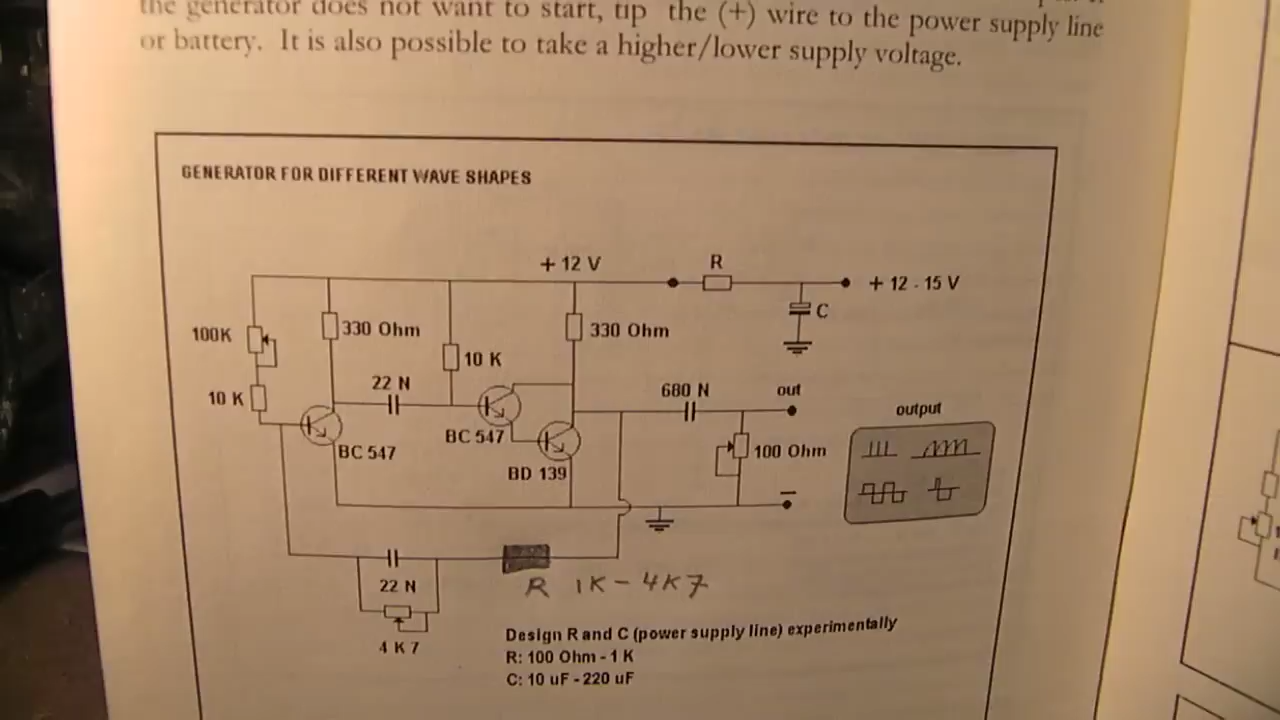 the generator does not want to start, tip the (+) wire to the power supply line
or battery. It is also possible to take a higher/lower supply voltage.
GENERATOR FOR DIFFERENT WAVE SHAPES
+ 12 V
R
+ 12 - 15 V
C
100K
330 Ohm
330 Ohm
10 K
22 N
10 K
680 N
out
output
BC 547
BC 547
100 Ohm
BD 139
22 N
R 1K - 4K7
4 K 7
Design R and C (power supply line) experimentally
R: 100 Ohm - 1 K
C: 10 uF - 220 uF